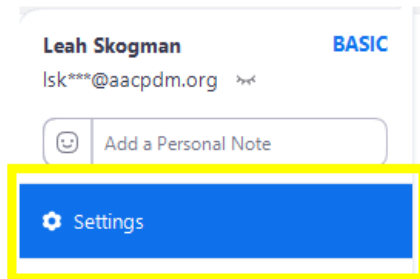 Leah Skogman BASIC
lsk***@aacpdm.org
Add a Personal Note
Settings